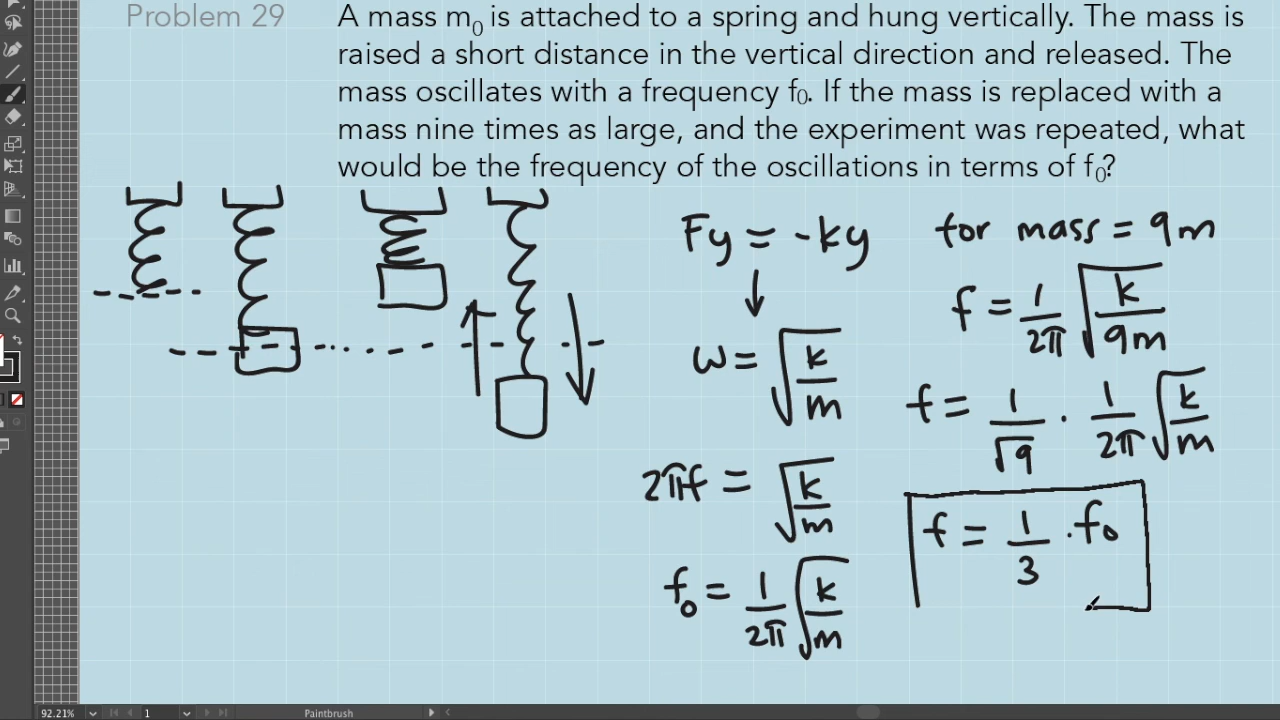 Problem 29
A mass m₀ is attached to a spring and hung vertically. The mass is
raised a short distance in the vertical direction and released. The
mass oscillates with a frequency f₀. If the mass is replaced with a
mass nine times as large, and the experiment was repeated, what
would be the frequency of the oscillations in terms of f₀?
Fy = -ky
↓
ω = √(k/m)
2πf = √(k/m)
f₀ = 1/2π √(k/m)
for mass = 9m
f = 1/2π √(k/9m)
f = 1/√9 · 1/2π √(k/m)
f = 1/3 · f₀
92.21%
1
Paintbrush